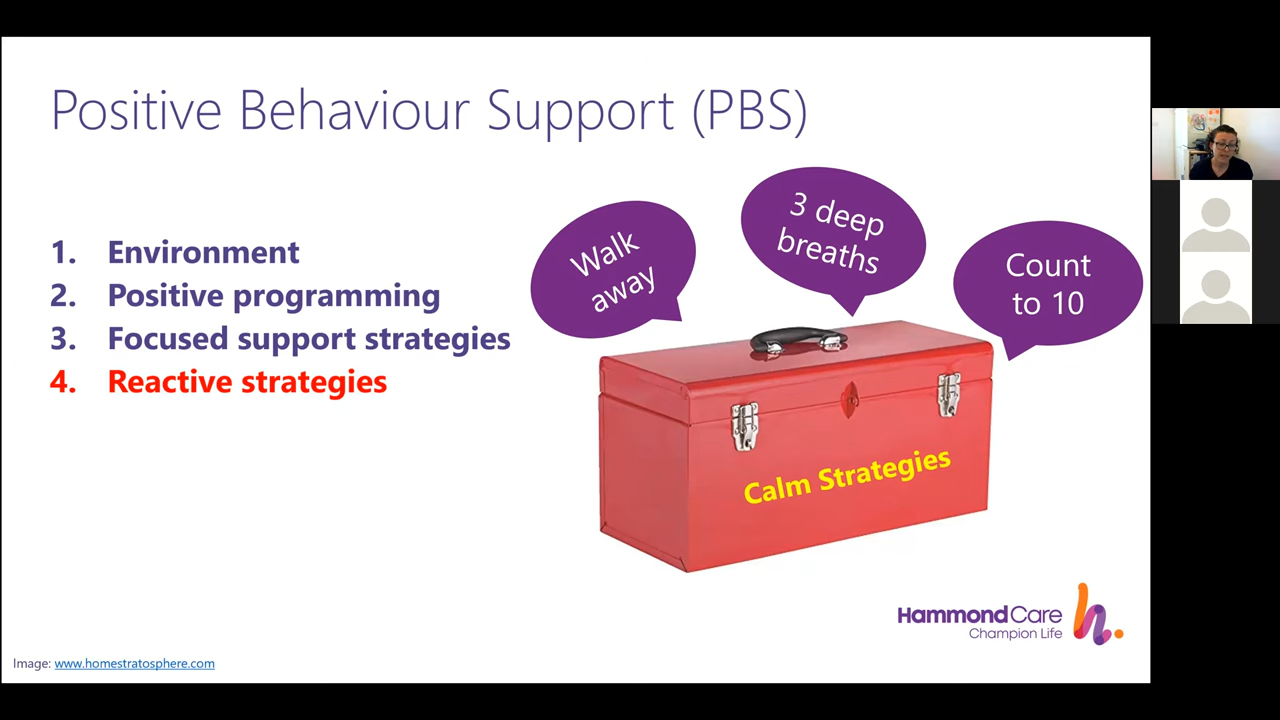 Positive Behaviour Support (PBS)
1. Environment
2. Positive programming
3. Focused support strategies
4. Reactive strategies
Walk
away
3 deep
breaths
Count
to 10
Calm Strategies
HammondCare
Champion Life
h.
Image: www.homestratosphere.com